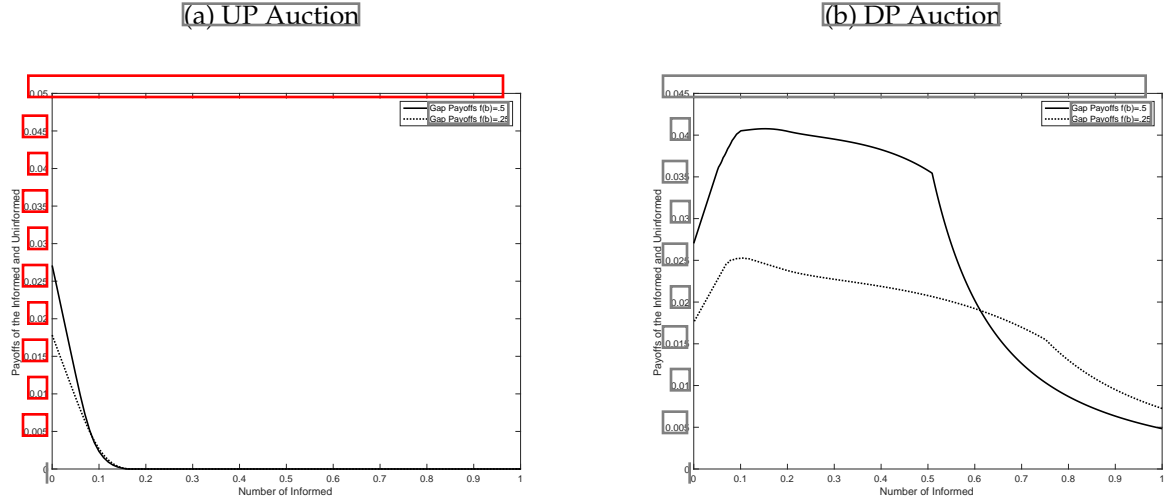 (a) UP Auction
(b) DP Auction
0.05
Gap Payoffs f(b)=.5
Gap Payoffs f(b)=.25
0.045
0.04
0.035
0.03
0.025
0.02
0.015
0.01
0.005
0
Payoffs of the Informed and Uninformed
0 0.1 0.2 0.3 0.4 0.5 0.6 0.7 0.8 0.9 1
Number of Informed
0.045
Gap Payoffs f(b)=.5
Gap Payoffs f(b)=.25
0.04
0.035
0.03
0.025
0.02
0.015
0.01
0.005
0
Payoffs of the Informed and Uninformed
0 0.1 0.2 0.3 0.4 0.5 0.6 0.7 0.8 0.9 1
Number of Informed